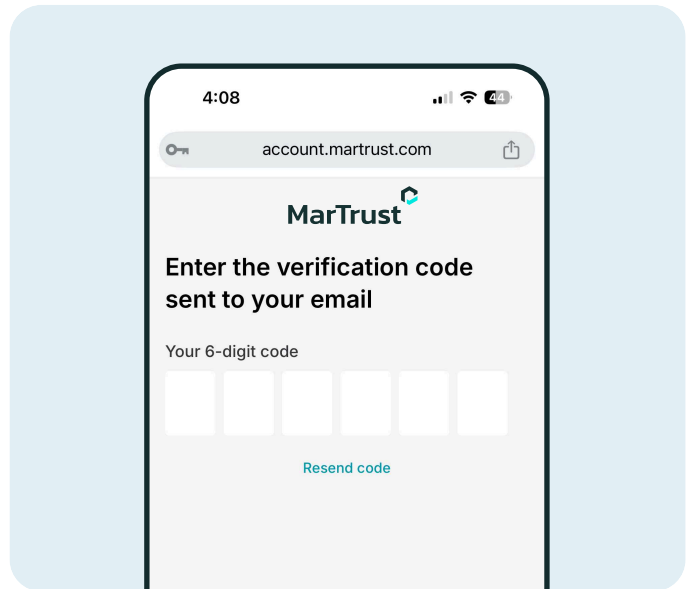 4:08
44
account.martrust.com
MarTrust
Enter the verification code
sent to your email
Your 6-digit code
Resend code